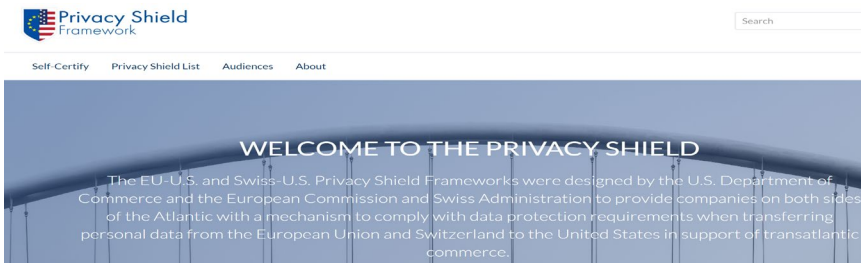 Privacy Shield
Framework
Search
Self-Certify Privacy Shield List Audiences About
WELCOME TO THE PRIVACY SHIELD
The EU-U.S. and Swiss-U.S. Privacy Shield Frameworks were designed by the U.S. Department of
Commerce and the European Commission and Swiss Administration to provide companies on both sides
of the Atlantic with a mechanism to comply with data protection requirements when transferring
personal data from the European Union and Switzerland to the United States in support of transatlantic
commerce.